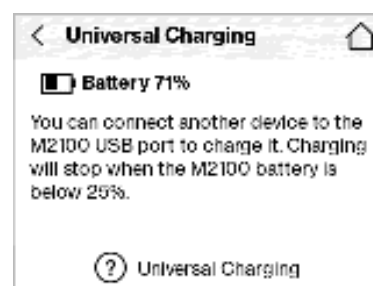 Universal Charging
Battery 71%
You can connect another device to the
M2100 USB port to charge it. Charging
will stop when the M2100 battery is
below 25%.
? Universal Charging